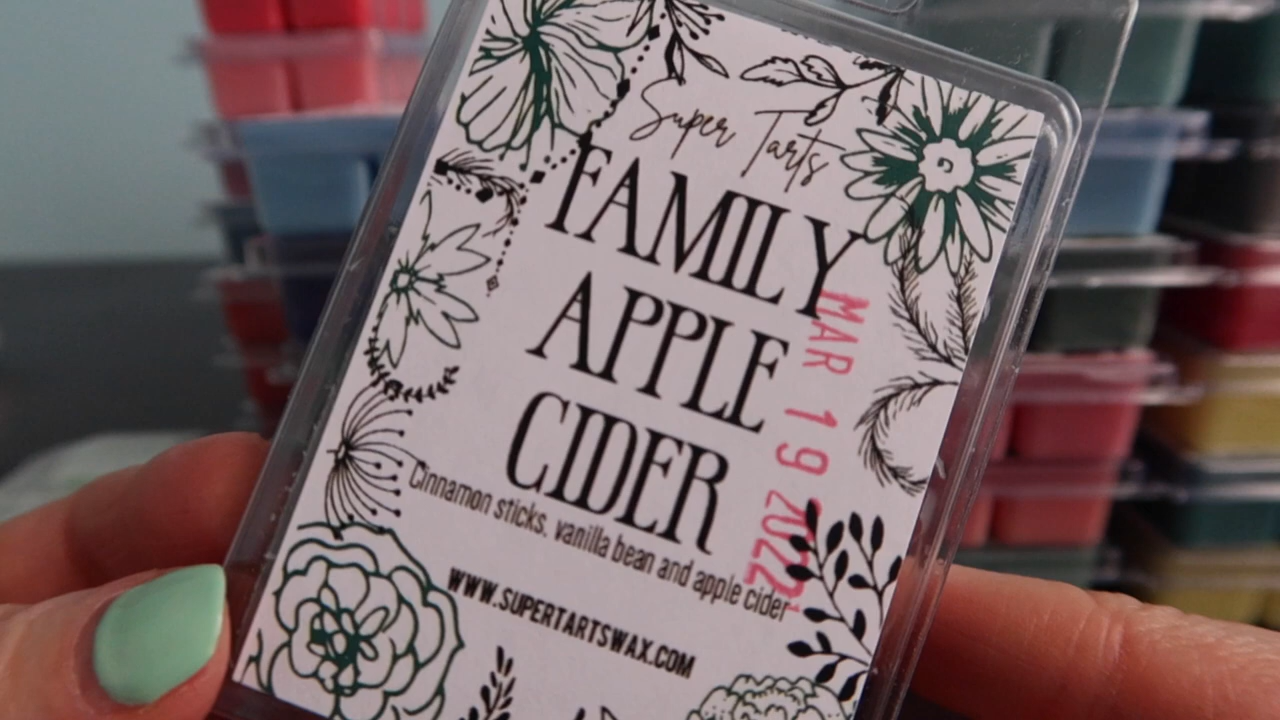 Super Tarts
FAMILY
APPLE
CIDER
Cinnamon sticks, vanilla bean and apple cider
WWW.SUPERTARTSWAX.COM
MAR 19 2022